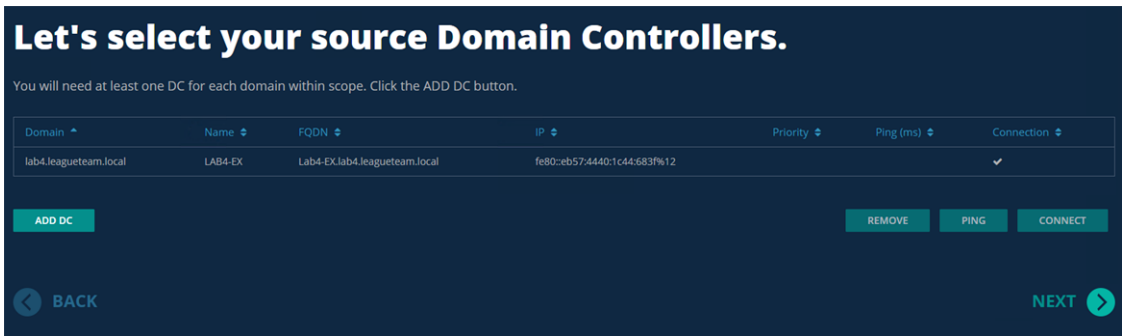 Let's select your source Domain Controllers.
You will need at least one DC for each domain within scope. Click the ADD DC button.
Domain Name FQDN IP Priority Ping (ms) Connection
lab4.leagueteam.local LAB4-EX Lab4-EX.lab4.leagueteam.local fe80::eb57:4440:1c44:683f%12
ADD DC REMOVE PING CONNECT
BACK NEXT